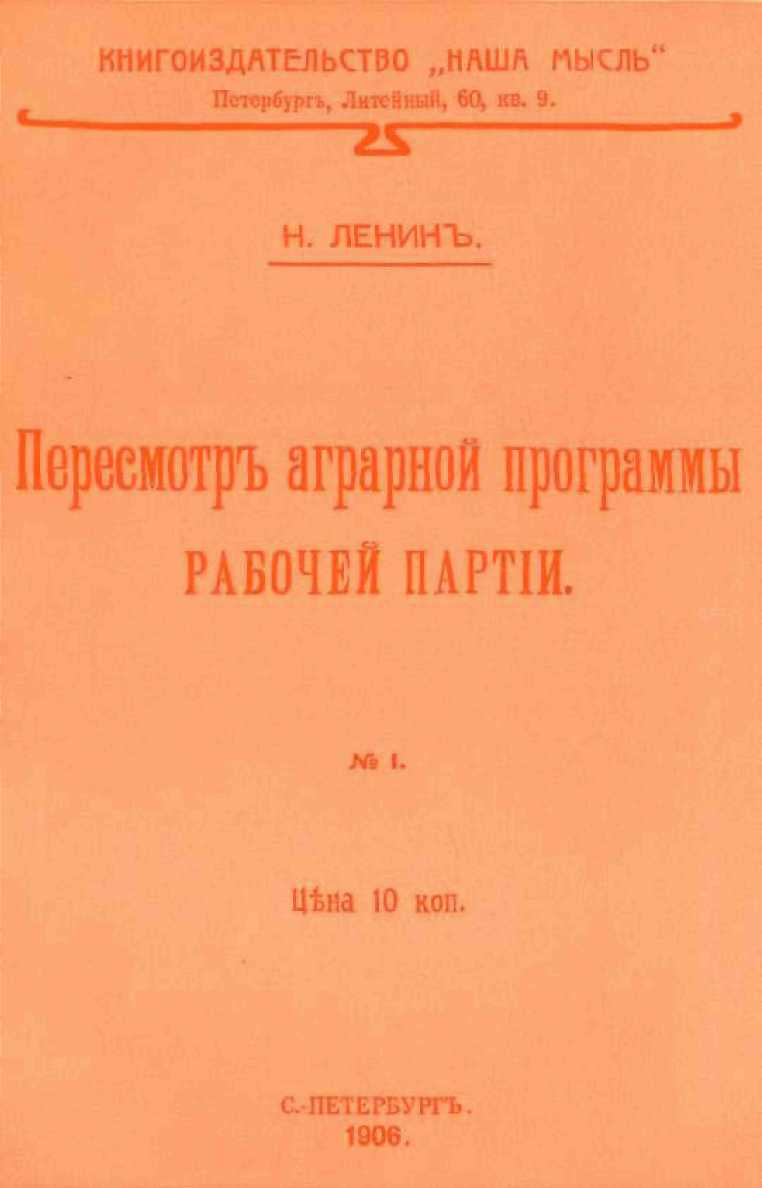 КНИГОИЗДАТЕЛЬСТВО „НАША МЫСЛЬ“
Петербургъ, Литейный, 60, кв. 9.
Н. ЛЕНИНЪ.
Пересмотръ аграрной программы
РАБОЧЕЙ ПАРТІИ.
№ 1.
Цѣна 10 коп.
С.-ПЕТЕРБУРГЪ.
1906.